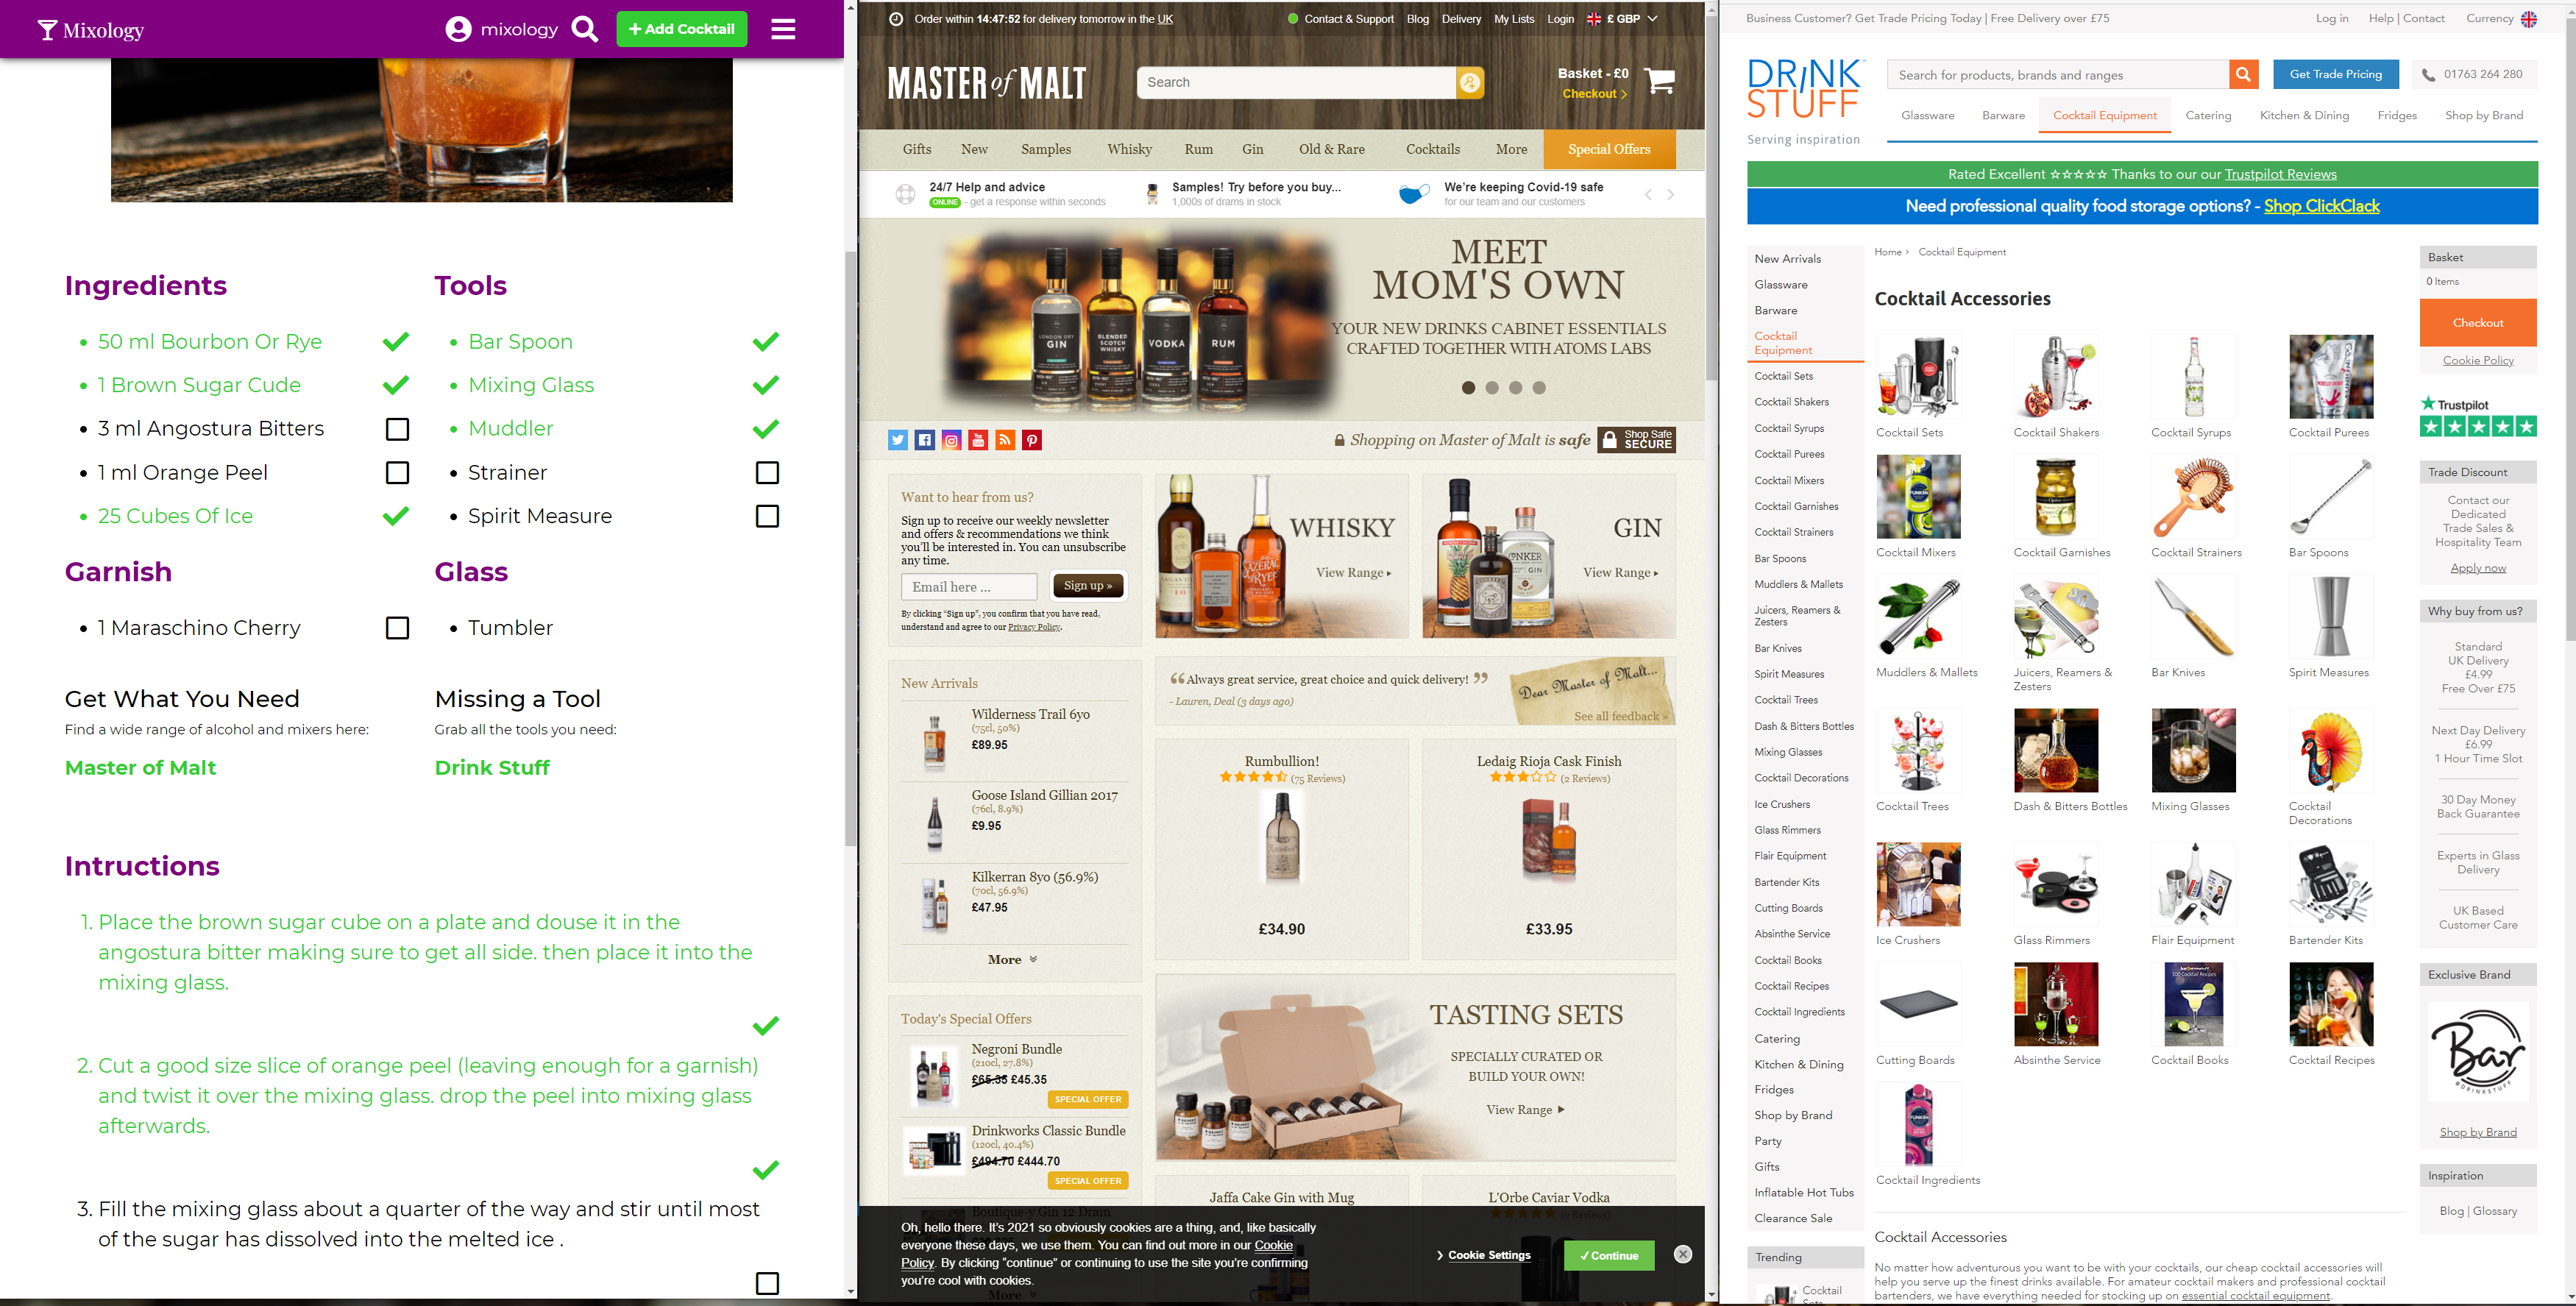 Mixology
mixology
+ Add Cocktail
Ingredients
50 ml Bourbon Or Rye
1 Brown Sugar Cude
3 ml Angostura Bitters
1 ml Orange Peel
25 Cubes Of Ice
Tools
Bar Spoon
Mixing Glass
Muddler
Strainer
Spirit Measure
Garnish
1 Maraschino Cherry
Glass
Tumbler
Get What You Need
Find a wide range of alcohol and mixers here:
Master of Malt
Missing a Tool
Grab all the tools you need:
Drink Stuff
Intructions
1. Place the brown sugar cube on a plate and douse it in the
angostura bitter making sure to get all side. then place it into the
mixing glass.
2. Cut a good size slice of orange peel (leaving enough for a garnish)
and twist it over the mixing glass. drop the peel into mixing glass
afterwards.
3. Fill the mixing glass about a quarter of the way and stir until most
of the sugar has dissolved into the melted ice .
Order within 14:47:52 for delivery tomorrow in the UK
Contact & Support Blog Delivery My Lists Login £ GBP
MASTER of MALT
Search
Basket - £0
Checkout >
Gifts New Samples Whisky Rum Gin Old & Rare Cocktails More Special Offers
24/7 Help and advice
ONLINE - get a response within seconds
Samples! Try before you buy...
1,000s of drams in stock
We're keeping Covid-19 safe
for our team and our customers
LONDON DRY
GIN
BLENDED
SCOTCH
WHISKY
VODKA
RUM
MEET
MOM'S OWN
YOUR NEW DRINKS CABINET ESSENTIALS
CRAFTED TOGETHER WITH ATOMS LABS
Shopping on Master of Malt is safe
Shop Safe
SECURE
Want to hear from us?
Sign up to receive our weekly newsletter
and offers & recommendations we think
you'll be interested in. You can unsubscribe
any time.
Email here ...
Sign up »
By clicking "Sign up", you confirm that you have read,
understand and agree to our Privacy Policy.
WHISKY
View Range
SAZERAC
RYE
GIN
View Range
New Arrivals
Wilderness Trail 6yo
(75cl, 50%)
£89.95
Goose Island Gillian 2017
(76cl, 8.9%)
£9.95
Kilkerran 8yo (56.9%)
(70cl, 56.9%)
£47.95
More
"Always great service, great choice and quick delivery!"
- Lauren, Deal (3 days ago)
Dear Master of Malt...
See all feedback »
Rumbullion!
(75 Reviews)
£34.90
Ledaig Rioja Cask Finish
(2 Reviews)
£33.95
Today's Special Offers
Negroni Bundle
(210cl, 27.8%)
£65.35 £45.35
SPECIAL OFFER
Drinkworks Classic Bundle
(120cl, 40.4%)
£494.70 £444.70
SPECIAL OFFER
Boutique-y Gin 12 Dram
More
TASTING SETS
SPECIALLY CURATED OR
BUILD YOUR OWN!
View Range
Jaffa Cake Gin with Mug
L'Orbe Caviar Vodka
(2 Reviews)
Oh, hello there. It's 2021 so obviously cookies are a thing, and, like basically
everyone these days, we use them. You can find out more in our Cookie
Policy. By clicking "continue" or continuing to use the site you're confirming
you're cool with cookies.
Cookie Settings
Continue
Business Customer? Get Trade Pricing Today | Free Delivery over £75
Log in Help | Contact Currency
DRiNK
STUFF
Serving inspiration
Search for products, brands and ranges
Get Trade Pricing
01763 264 280
Glassware Barware Cocktail Equipment Catering Kitchen & Dining Fridges Shop by Brand
Rated Excellent ☆☆☆☆☆ Thanks to our our Trustpilot Reviews
Need professional quality food storage options? - Shop ClickClack
New Arrivals
Glassware
Barware
Cocktail
Equipment
Cocktail Sets
Cocktail Shakers
Cocktail Syrups
Cocktail Purees
Cocktail Mixers
Cocktail Garnishes
Cocktail Strainers
Bar Spoons
Muddlers & Mallets
Juicers, Reamers &
Zesters
Bar Knives
Spirit Measures
Cocktail Trees
Dash & Bitters Bottles
Mixing Glasses
Cocktail Decorations
Ice Crushers
Glass Rimmers
Flair Equipment
Bartender Kits
Cutting Boards
Absinthe Service
Cocktail Books
Cocktail Recipes
Cocktail Ingredients
Catering
Kitchen & Dining
Fridges
Shop by Brand
Party
Gifts
Inflatable Hot Tubs
Clearance Sale
Trending
Cocktail
Sets
Home › Cocktail Equipment
Cocktail Accessories
Cocktail Sets
Cocktail Shakers
Cocktail Syrups
Cocktail Purees
Cocktail Mixers
Cocktail Garnishes
Cocktail Strainers
Bar Spoons
Muddlers & Mallets
Juicers, Reamers &
Zesters
Bar Knives
Spirit Measures
Cocktail Trees
Dash & Bitters Bottles
Mixing Glasses
Cocktail
Decorations
Ice Crushers
Glass Rimmers
Flair Equipment
Bartender Kits
Cutting Boards
Absinthe Service
Cocktail Books
Cocktail Recipes
Cocktail Ingredients
Cocktail Accessories
No matter how adventurous you want to be with your cocktails, our cheap cocktail accessories will
help you serve up the finest drinks available. For amateur cocktail makers and professional cocktail
bartenders, we have everything needed for stocking up on essential cocktail equipment.
Basket
0 Items
Checkout
Cookie Policy
Trustpilot
Trade Discount
Contact our
Dedicated
Trade Sales &
Hospitality Team
Apply now
Why buy from us?
Standard
UK Delivery
£4.99
Free Over £75
Next Day Delivery
£6.99
1 Hour Time Slot
30 Day Money
Back Guarantee
Experts in Glass
Delivery
UK Based
Customer Care
Exclusive Brand
Bar
@DRINKSTUFF
Shop by Brand
Inspiration
Blog | Glossary